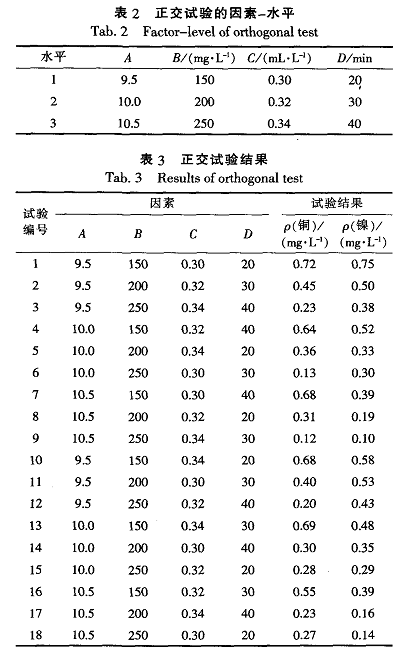 表2 正交试验的因素-水平
Tab. 2 Factor-level of orthogonal test
水平 A B/(mg·L⁻¹) C/(mL·L⁻¹) D/min
1 9.5 150 0.30 20
2 10.0 200 0.32 30
3 10.5 250 0.34 40
表3 正交试验结果
Tab. 3 Results of orthogonal test
试验编号 因素 试验结果
A B C D ρ(铜)/(mg·L⁻¹) ρ(镍)/(mg·L⁻¹)
1 9.5 150 0.30 20 0.72 0.75
2 9.5 200 0.32 30 0.45 0.50
3 9.5 250 0.34 40 0.23 0.38
4 10.0 150 0.32 40 0.64 0.52
5 10.0 200 0.34 20 0.36 0.33
6 10.0 250 0.30 30 0.13 0.30
7 10.5 150 0.30 40 0.68 0.39
8 10.5 200 0.32 20 0.31 0.19
9 10.5 250 0.34 30 0.12 0.10
10 9.5 150 0.34 20 0.68 0.58
11 9.5 200 0.30 30 0.40 0.53
12 9.5 250 0.32 40 0.20 0.43
13 10.0 150 0.34 30 0.69 0.48
14 10.0 200 0.30 40 0.30 0.35
15 10.0 250 0.32 20 0.28 0.29
16 10.5 150 0.32 30 0.55 0.39
17 10.5 200 0.34 40 0.23 0.16
18 10.5 250 0.30 20 0.27 0.14